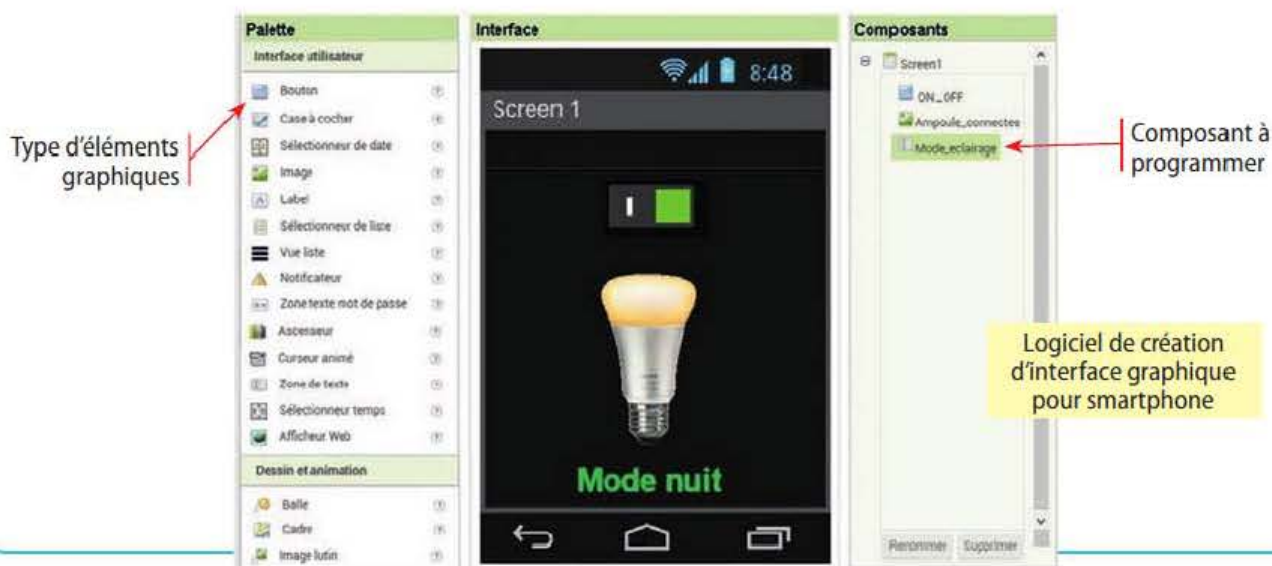 Palette
Interface utilisateur
Bouton
Case à cocher
Sélectionneur de date
Image
Label
Sélectionneur de liste
Vue liste
Notificateur
Zone texte mot de passe
Ascenseur
Curseur animé
Zone de texte
Sélectionneur temps
Afficheur Web
Dessin et animation
Balle
Cadre
Image lutin
Type d'éléments
graphiques
Interface
8:48
Screen 1
Mode nuit
Composants
Screen1
ON_OFF
Ampoule_connectee
Mode_eclairage
Renommer Supprimer
Composant à
programmer
Logiciel de création
d'interface graphique
pour smartphone